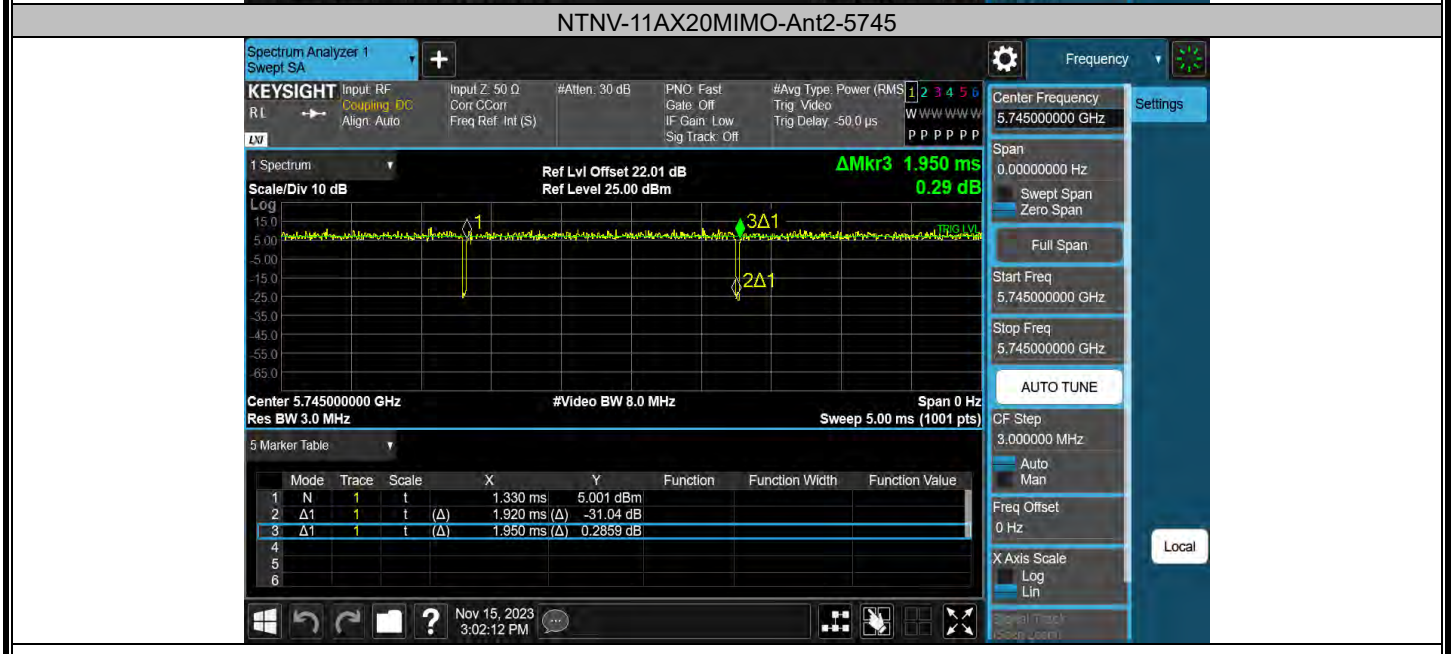 NTNV-11AX20MIMO-Ant2-5745
Spectrum Analyzer 1
Swept SA
+
Frequency
KEYSIGHT
RL
LXI
Input: RF
Coupling: DC
Align: Auto
Input Z: 50 Ω
Corr CCorr
Freq Ref: Int (S)
#Atten: 30 dB
PNO: Fast
Gate: Off
IF Gain: Low
Sig Track: Off
#Avg Type: Power (RMS
Trig: Video
Trig Delay: -50.0 µs
1 2 3 4 5 6
W W W W W W
P P P P P P
Center Frequency
5.745000000 GHz
Settings
Span
0.00000000 Hz
Swept Span
Zero Span
Full Span
Start Freq
5.745000000 GHz
Stop Freq
5.745000000 GHz
AUTO TUNE
CF Step
3.000000 MHz
Auto
Man
Freq Offset
0 Hz
X Axis Scale
Log
Lin
Local
1 Spectrum
Scale/Div 10 dB
Log
Ref Lvl Offset 22.01 dB
Ref Level 25.00 dBm
ΔMkr3 1.950 ms
0.29 dB
15.0
5.00
-5.00
-15.0
-25.0
-35.0
-45.0
-55.0
-65.0
1
3Δ1
2Δ1
TRIG LVL
Center 5.745000000 GHz
Res BW 3.0 MHz
#Video BW 8.0 MHz
Span 0 Hz
Sweep 5.00 ms (1001 pts)
5 Marker Table
Mode Trace Scale X Y Function Function Width Function Value
1 N 1 t 1.330 ms 5.001 dBm
2 Δ1 1 t (Δ) 1.920 ms (Δ) -31.04 dB
3 Δ1 1 t (Δ) 1.950 ms (Δ) 0.2859 dB
4
5
6
?
Nov 15, 2023
3:02:12 PM